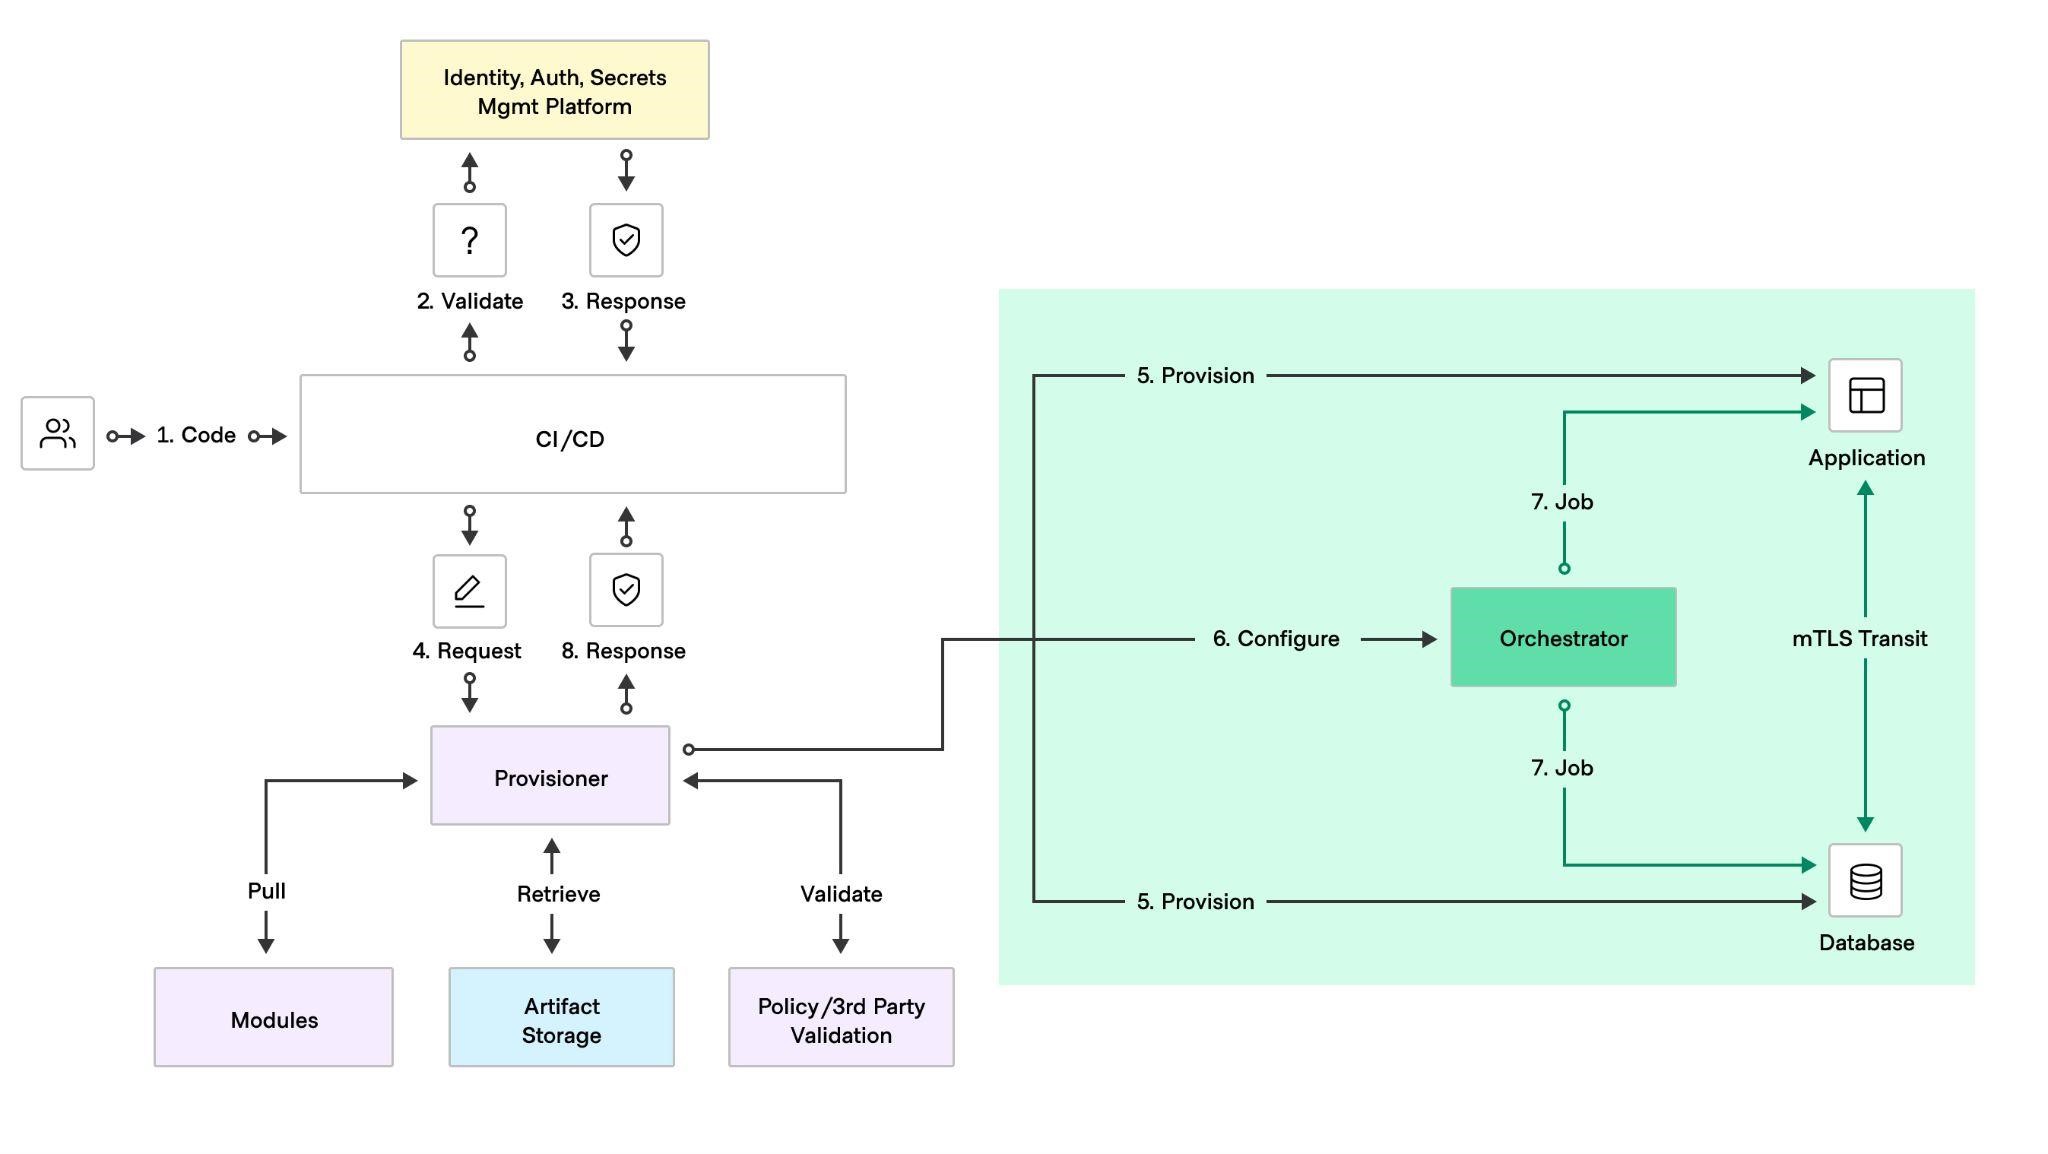 Identity, Auth, Secrets
Mgmt Platform
?
2. Validate
3. Response
1. Code
CI/CD
4. Request
8. Response
Provisioner
Pull
Retrieve
Validate
Modules
Artifact
Storage
Policy/3rd Party
Validation
5. Provision
Application
7. Job
6. Configure
Orchestrator
mTLS Transit
7. Job
5. Provision
Database